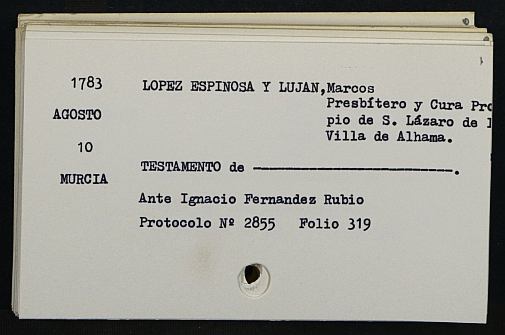 1783 LOPEZ ESPINOSA Y LUJAN, Marcos
Presbítero y Cura Pro
AGOSTO
pio de S. Lázaro de l
10 Villa de Alhama.
TESTAMENTO de ———————————.
MURCIA
Ante Ignacio Fernandez Rubio
Protocolo Nº 2855 Folio 319